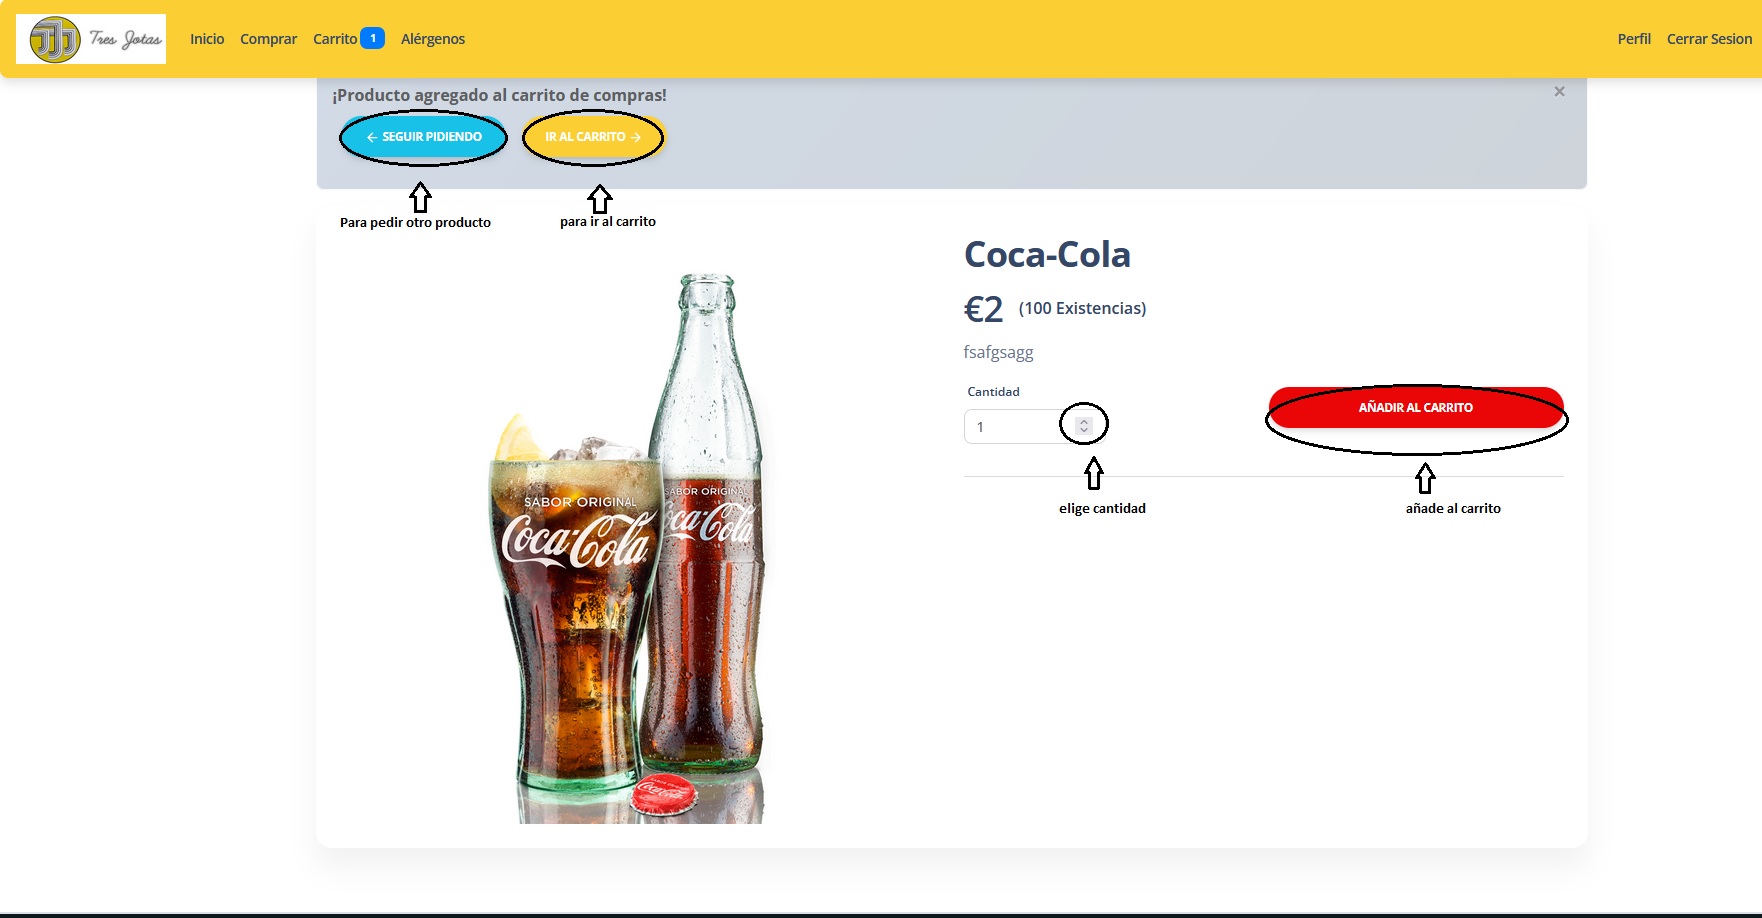 Tres Jotas
Inicio Comprar Carrito 1 Alérgenos
Perfil Cerrar Sesion
¡Producto agregado al carrito de compras!
×
← SEGUIR PIDIENDO
IR AL CARRITO →
Para pedir otro producto
para ir al carrito
Coca-Cola
€2 (100 Existencias)
fsafgsagg
Cantidad
1
AÑADIR AL CARRITO
elige cantidad
añade al carrito
SABOR ORIGINAL
Coca-Cola
SABOR ORIGINAL
Coca-Cola
Coca-Cola